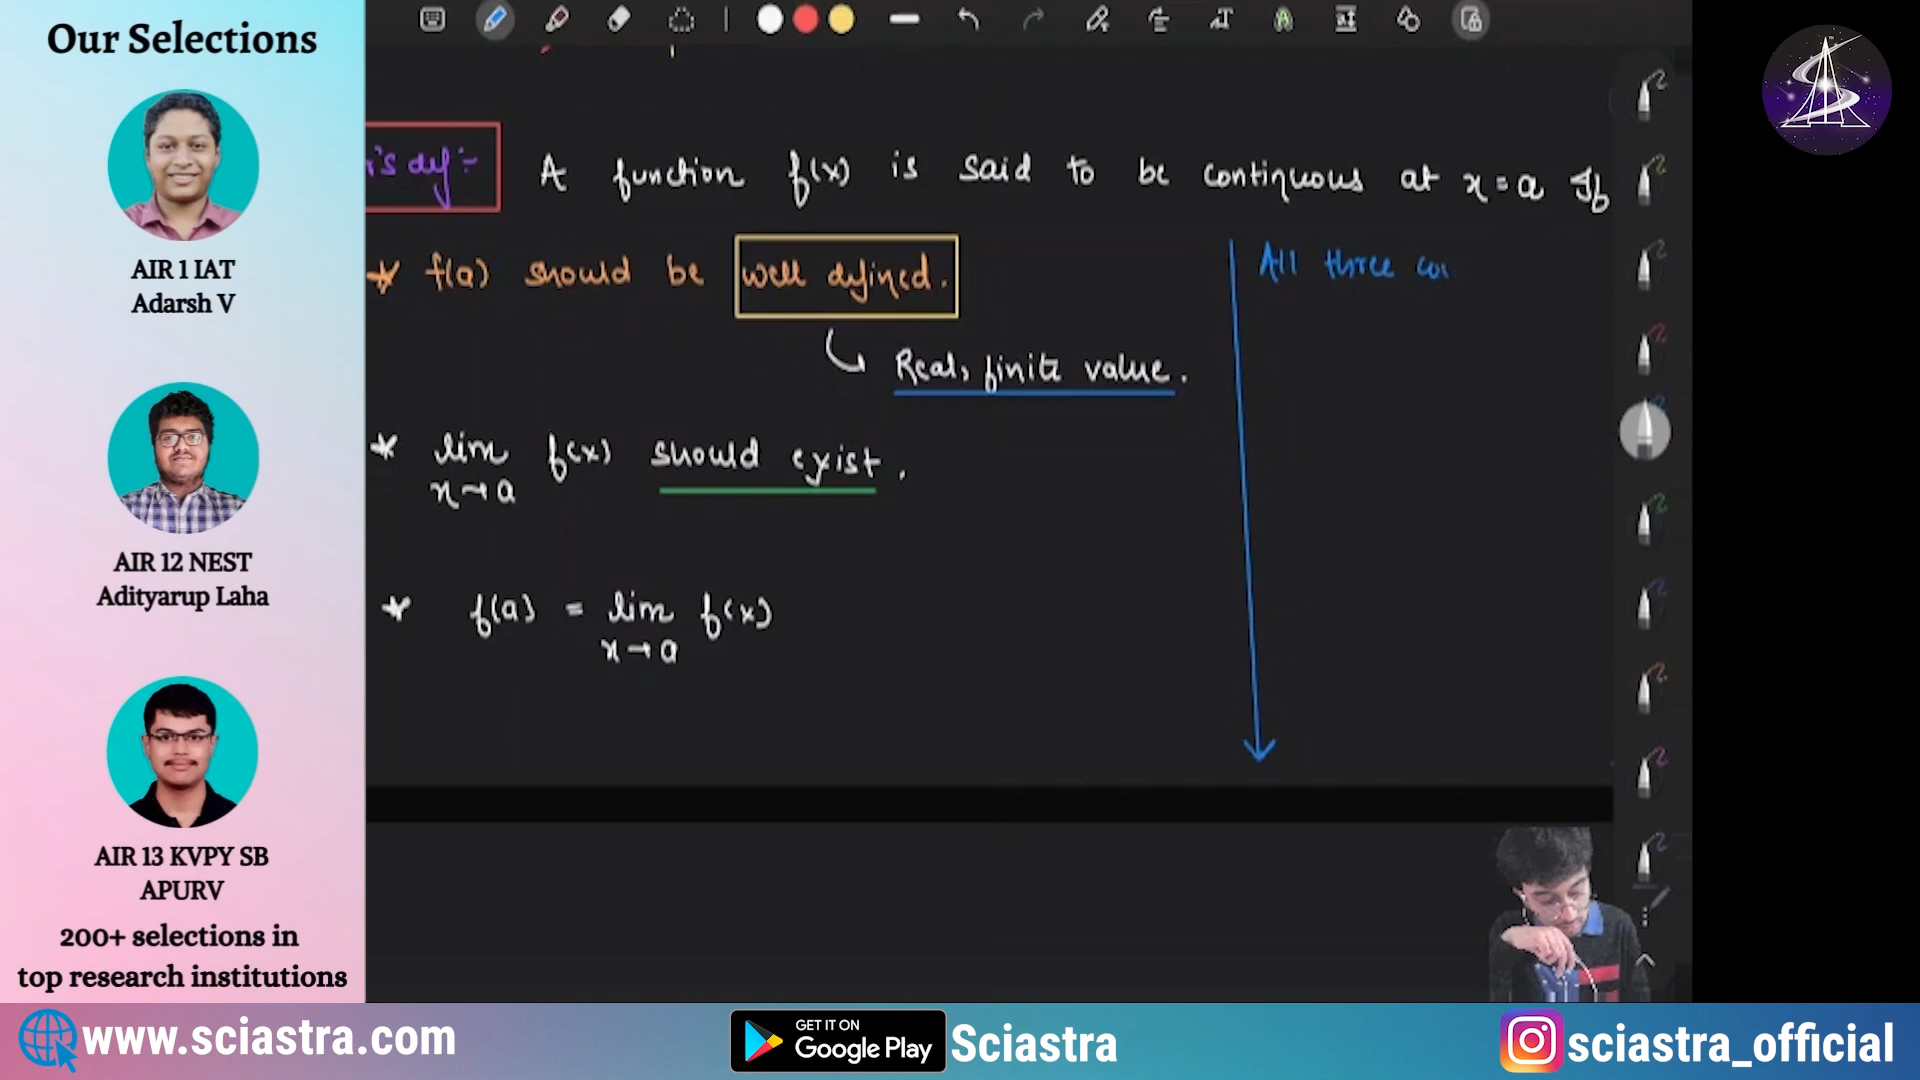 Our Selections
AIR 1 IAT
Adarsh V
AIR 12 NEST
Adityarup Laha
AIR 13 KVPY SB
APURV
200+ selections in
top research institutions
's def :- A function f(x) is said to be continuous at x = a If
* f(a) should be well defined.
Real, finite value.
* lim f(x) should exist.
x→a
* f(a) = lim f(x)
x→a
All three co
www.sciastra.com
GET IT ON
Google Play
Sciastra
sciastra_official